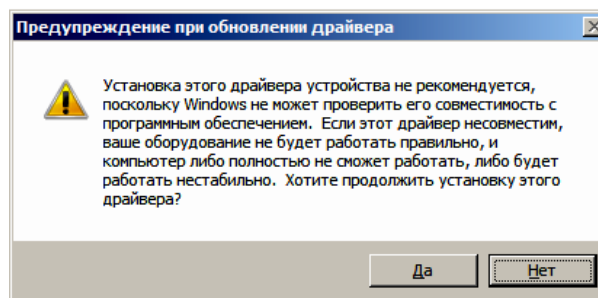 Предупреждение при обновлении драйвера
Установка этого драйвера устройства не рекомендуется,
поскольку Windows не может проверить его совместимость с
программным обеспечением. Если этот драйвер несовместим,
ваше оборудование не будет работать правильно, и
компьютер либо полностью не сможет работать, либо будет
работать нестабильно. Хотите продолжить установку этого
драйвера?
Да
Нет